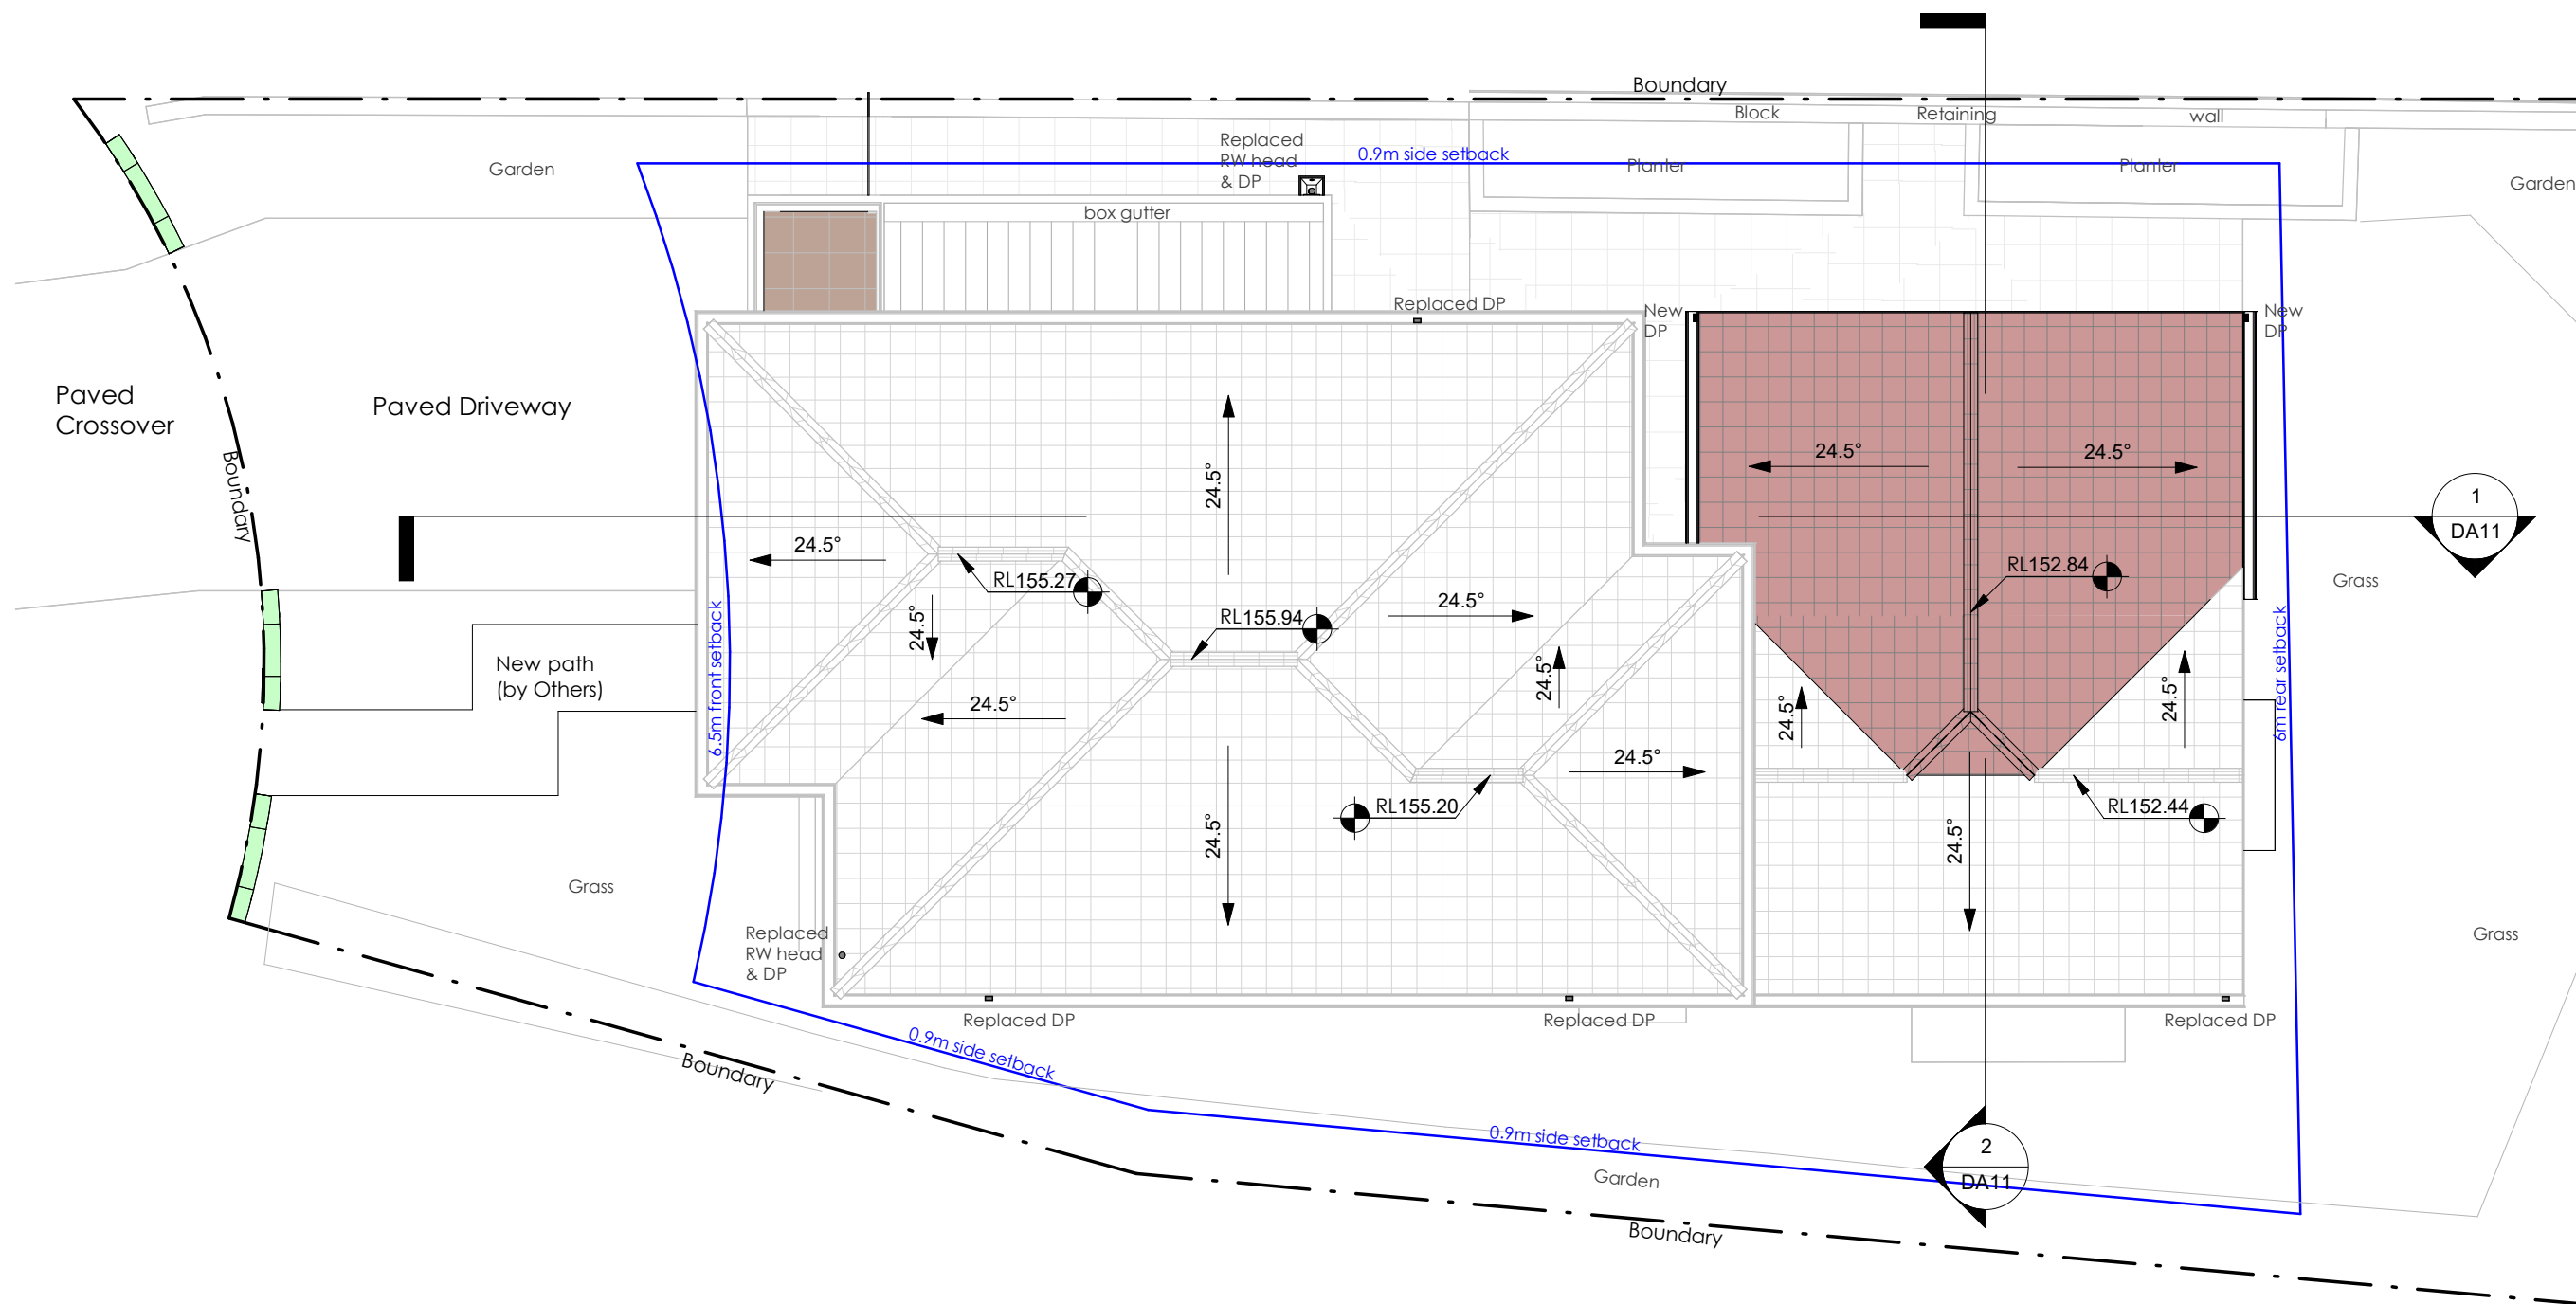 Boundary
Block
Retaining
wall
Replaced
RW head
& DP
0.9m side setback
Planter
Planter
Garden
Garden
box gutter
Replaced DP
New
DP
New
DP
Paved
Crossover
Paved Driveway
Boundary
24.5°
24.5°
24.5°
1
DA11
24.5°
RL155.27
24.5°
RL155.94
24.5°
RL152.84
Grass
6.5m front setback
New path
(by Others)
24.5°
24.5°
24.5°
24.5°
24.5°
6m rear setback
24.5°
RL155.20
24.5°
24.5°
RL152.44
Grass
Replaced
RW head
& DP
Grass
Replaced DP
Replaced DP
Replaced DP
0.9m side setback
Boundary
0.9m side setback
2
DA11
Garden
Boundary